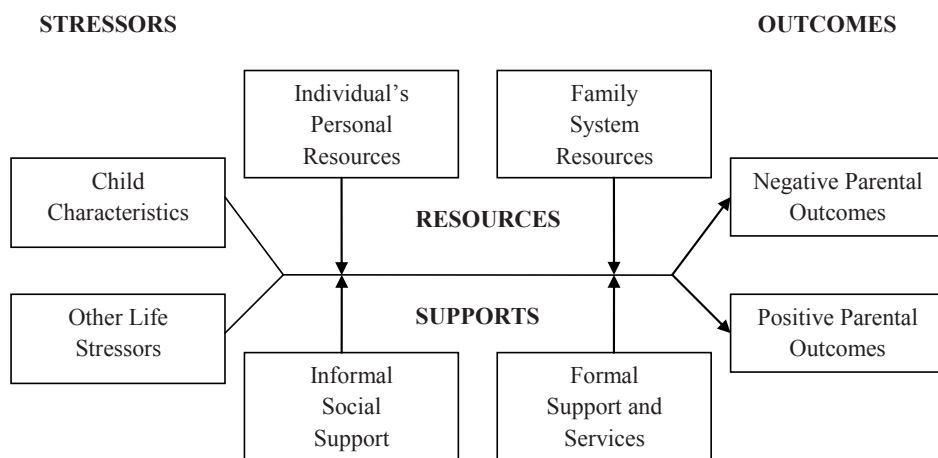 STRESSORS
OUTCOMES
Individual’s
Personal
Resources
Family
System
Resources
Child
Characteristics
Negative Parental
Outcomes
RESOURCES
SUPPORTS
Other Life
Stressors
Positive Parental
Outcomes
Informal
Social
Support
Formal
Support and
Services